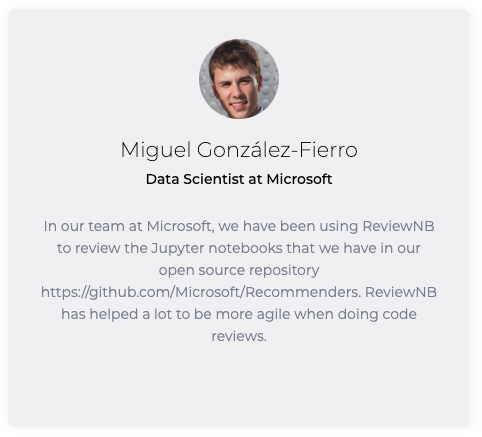 Miguel González-Fierro
Data Scientist at Microsoft
In our team at Microsoft, we have been using ReviewNB
to review the Jupyter notebooks that we have in our
open source repository
https://github.com/Microsoft/Recommenders. ReviewNB
has helped a lot to be more agile when doing code
reviews.